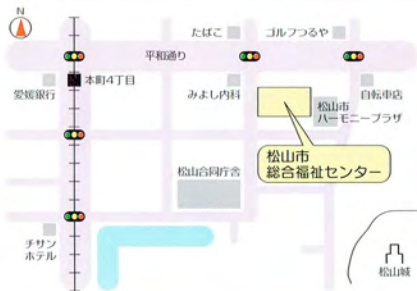 N
たばこ
ゴルフつるや
平和通り
愛媛銀行
本町4丁目
みよし内科
松山市
ハーモニープラザ
自転車店
松山市
総合福祉センター
松山合同庁舎
チサン
ホテル
松山城